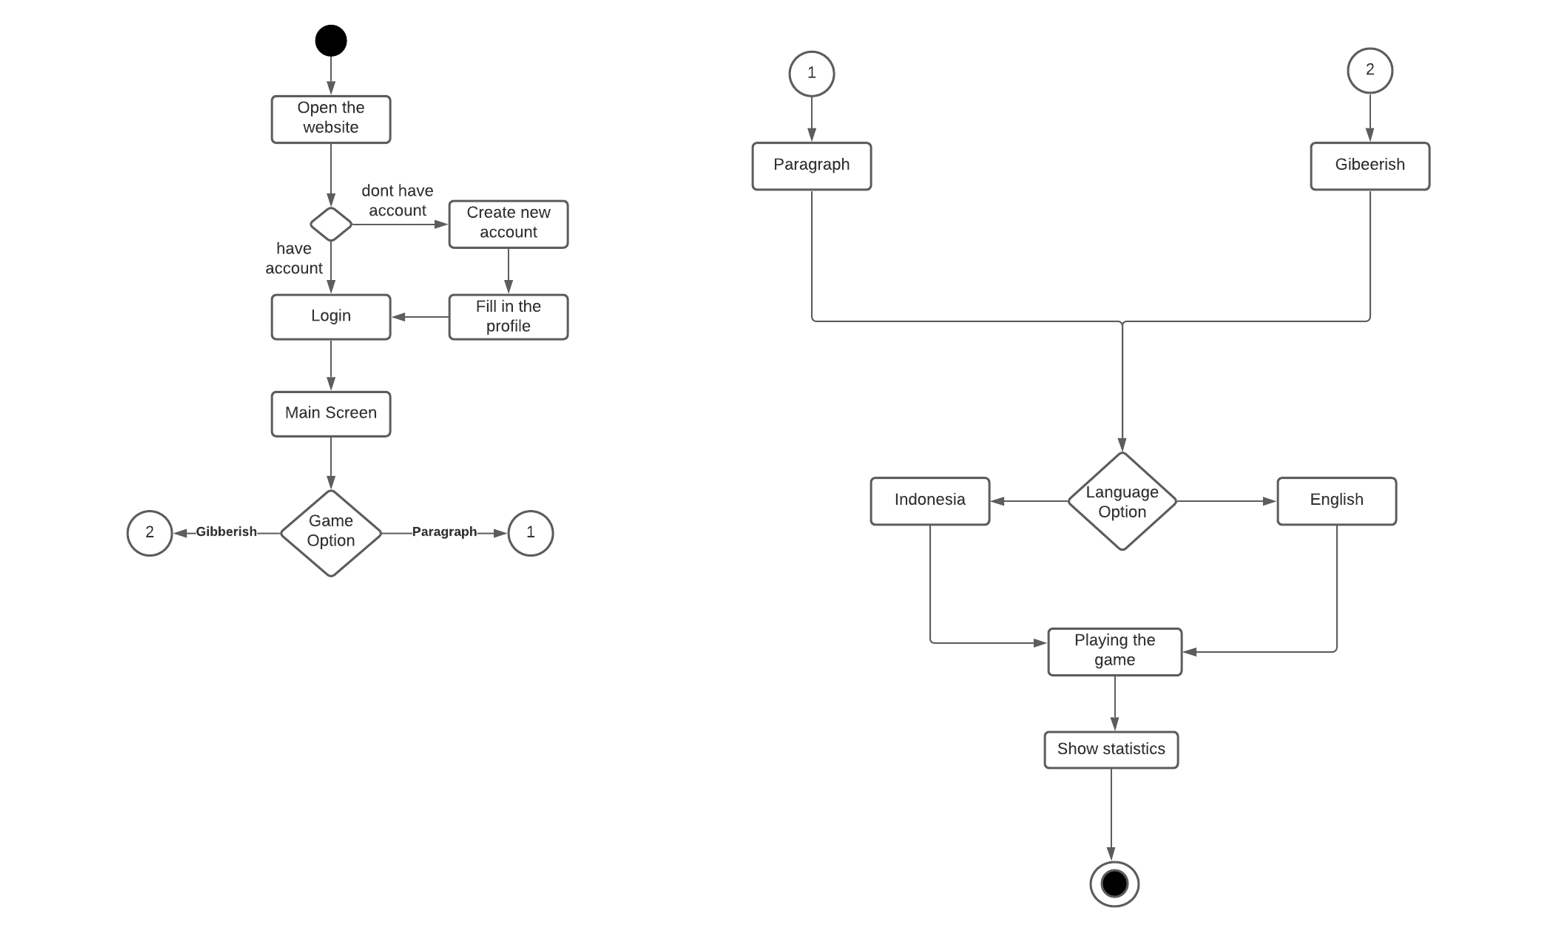 Open the
website
dont have
account
Create new
account
have
account
Login
Fill in the
profile
Main Screen
Game
Option
2
Gibberish
Paragraph
1
1
2
Paragraph
Gibeerish
Language
Option
Indonesia
English
Playing the
game
Show statistics